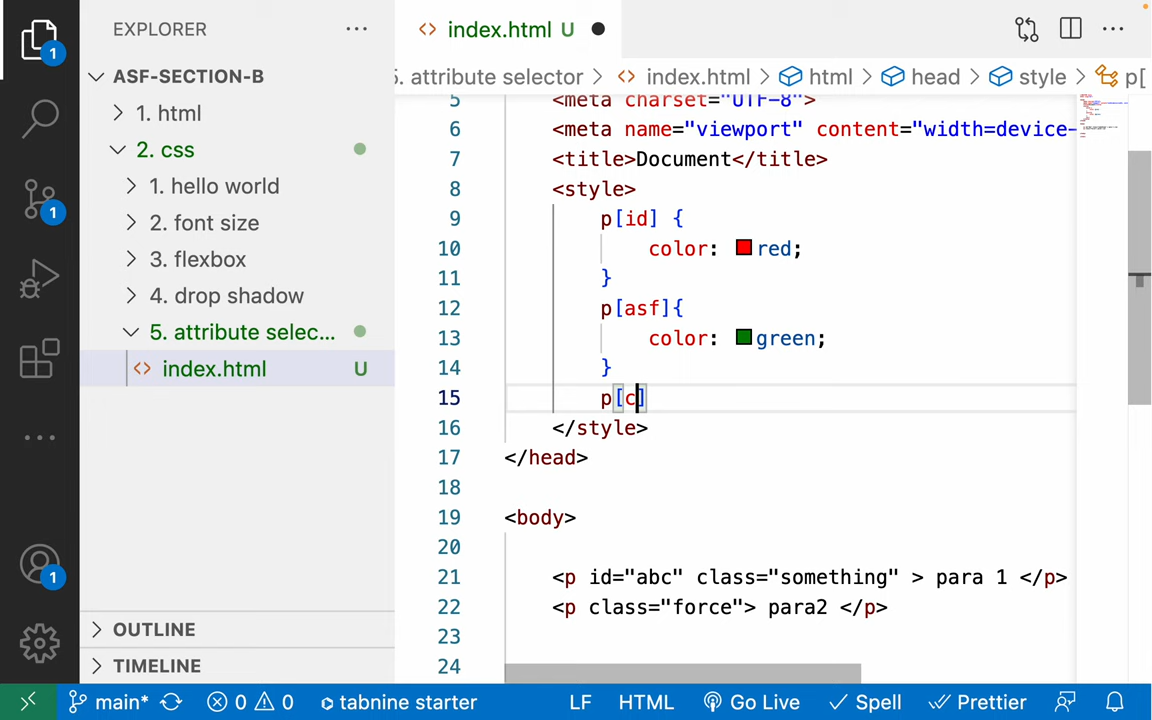 EXPLORER ···
index.html U
ASF-SECTION-B
5. attribute selector > index.html > html > head > style > p[
1. html
2. css
1. hello world
2. font size
3. flexbox
4. drop shadow
5. attribute selec...
index.html U
5 <meta charset="UTF-8">
6 <meta name="viewport" content="width=device-
7 <title>Document</title>
8 <style>
9 p[id] {
10 color: red;
11 }
12 p[asf]{
13 color: green;
14 }
15 p[c]
16 </style>
17 </head>
18
19 <body>
20
21 <p id="abc" class="something" > para 1 </p>
22 <p class="force"> para2 </p>
23
24
1
1
1
OUTLINE
TIMELINE
main* 0 0 tabnine starter LF HTML Go Live Spell Prettier